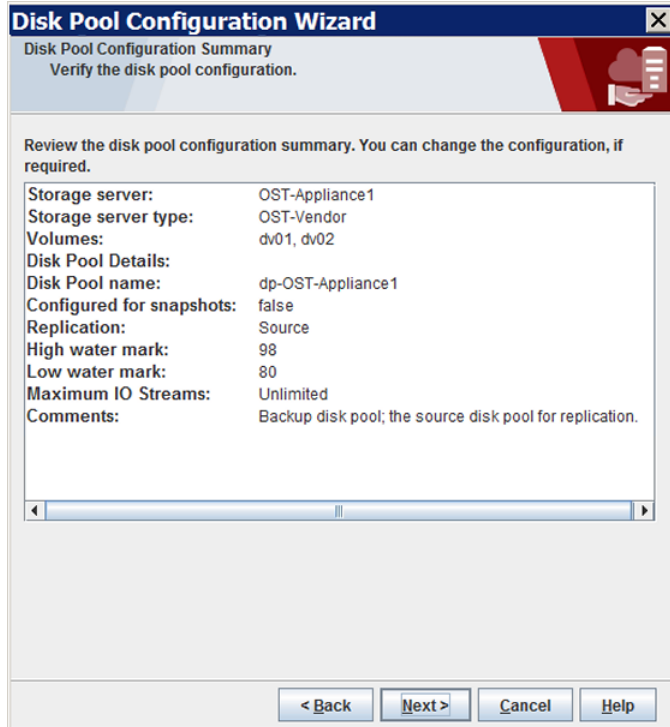 Disk Pool Configuration Wizard
Disk Pool Configuration Summary
Verify the disk pool configuration.
Review the disk pool configuration summary. You can change the configuration, if
required.
Storage server: OST-Appliance1
Storage server type: OST-Vendor
Volumes: dv01, dv02
Disk Pool Details:
Disk Pool name: dp-OST-Appliance1
Configured for snapshots: false
Replication: Source
High water mark: 98
Low water mark: 80
Maximum IO Streams: Unlimited
Comments: Backup disk pool; the source disk pool for replication.
< Back Next > Cancel Help